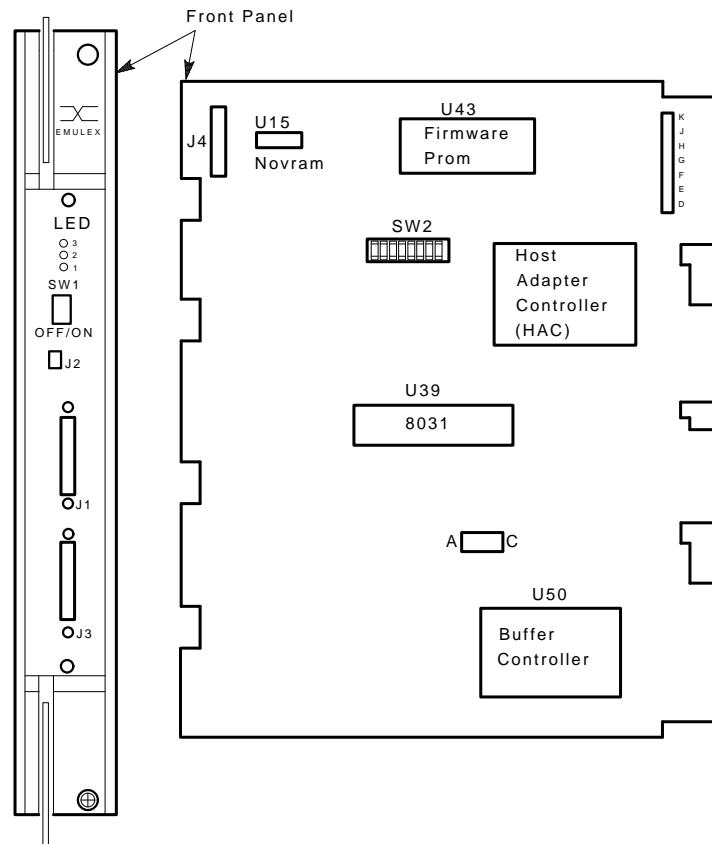 Front Panel
EMULEX
LED
3
2
1
SW1
OFF/ON
J2
J1
J3
J4
U15
Novram
U43
Firmware
Prom
K
J
H
G
F
E
D
SW2
Host
Adapter
Controller
(HAC)
U39
8031
A
C
U50
Buffer
Controller